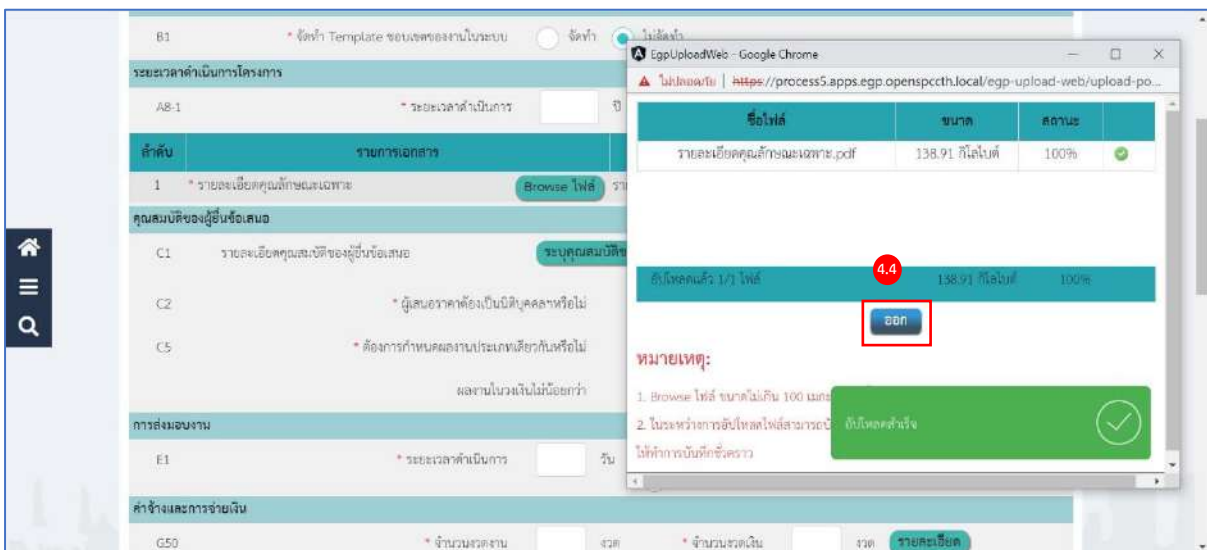 B1 * จัดทำ Template ขอบเขตของงานในระบบ จัดทำ ไม่จัดทำ
ระยะเวลาดำเนินการโครงการ
A8-1 * ระยะเวลาดำเนินการ ปี
ลำดับ รายการเอกสาร
1 * รายละเอียดคุณลักษณะเฉพาะ Browse ไฟล์
คุณสมบัติของผู้ยื่นข้อเสนอ
C1 รายละเอียดคุณสมบัติของผู้ยื่นข้อเสนอ
C2 * ผู้เสนอราคาต้องเป็นนิติบุคคลฯหรือไม่
C5 * ต้องการกำหนดผลงานประเภทเดียวกันหรือไม่
ผลงานในวงเงินไม่น้อยกว่า
การส่งมอบงาน
E1 * ระยะเวลาดำเนินการ วัน
ค่าจ้างและการจ่ายเงิน
G50 * จำนวนงวดงาน งวด * จำนวนงวดเงิน งวด รายละเอียด
EgpUploadWeb - Google Chrome
ไม่ปลอดภัย | https://process5.apps.egp.openspccth.local/egp-upload-web/upload-po...
ชื่อไฟล์ ขนาด สถานะ
รายละเอียดคุณลักษณะเฉพาะ.pdf 138.91 กิโลไบต์ 100%
4.4
อัปโหลดแล้ว 1/1 ไฟล์ 138.91 กิโลไบต์ 100%
ออก
หมายเหตุ:
1. Browse ไฟล์ ขนาดไม่เกิน 100
2. ในระหว่างการอัปโหลดไฟล์สามารถ
ให้ทำการบันทึกชั่วคราว
อัปโหลดสำเร็จ